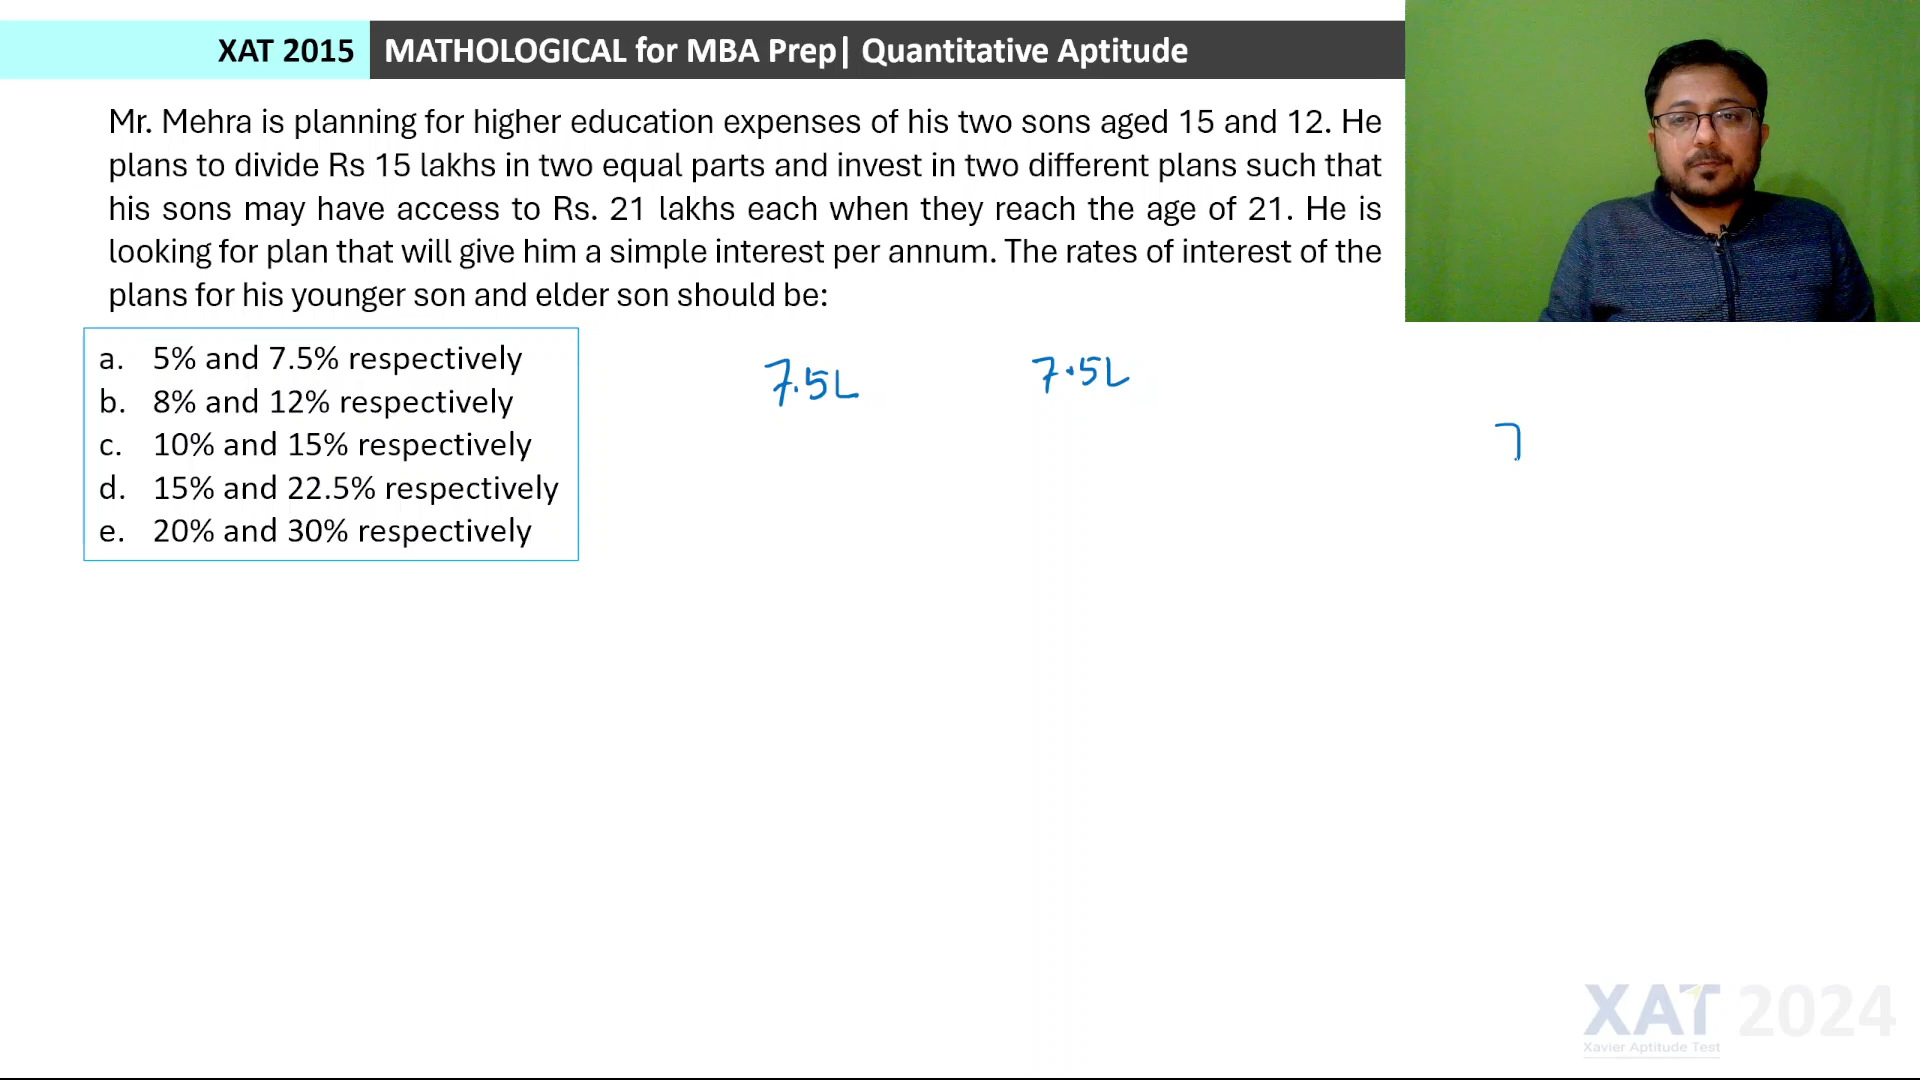 XAT 2015 MATHOLOGICAL for MBA Prep| Quantitative Aptitude
Mr. Mehra is planning for higher education expenses of his two sons aged 15 and 12. He
plans to divide Rs 15 lakhs in two equal parts and invest in two different plans such that
his sons may have access to Rs. 21 lakhs each when they reach the age of 21. He is
looking for plan that will give him a simple interest per annum. The rates of interest of the
plans for his younger son and elder son should be:
a. 5% and 7.5% respectively
b. 8% and 12% respectively
c. 10% and 15% respectively
d. 15% and 22.5% respectively
e. 20% and 30% respectively
7.5L 7.5L
7
XAT 2024
Xavier Aptitude Test